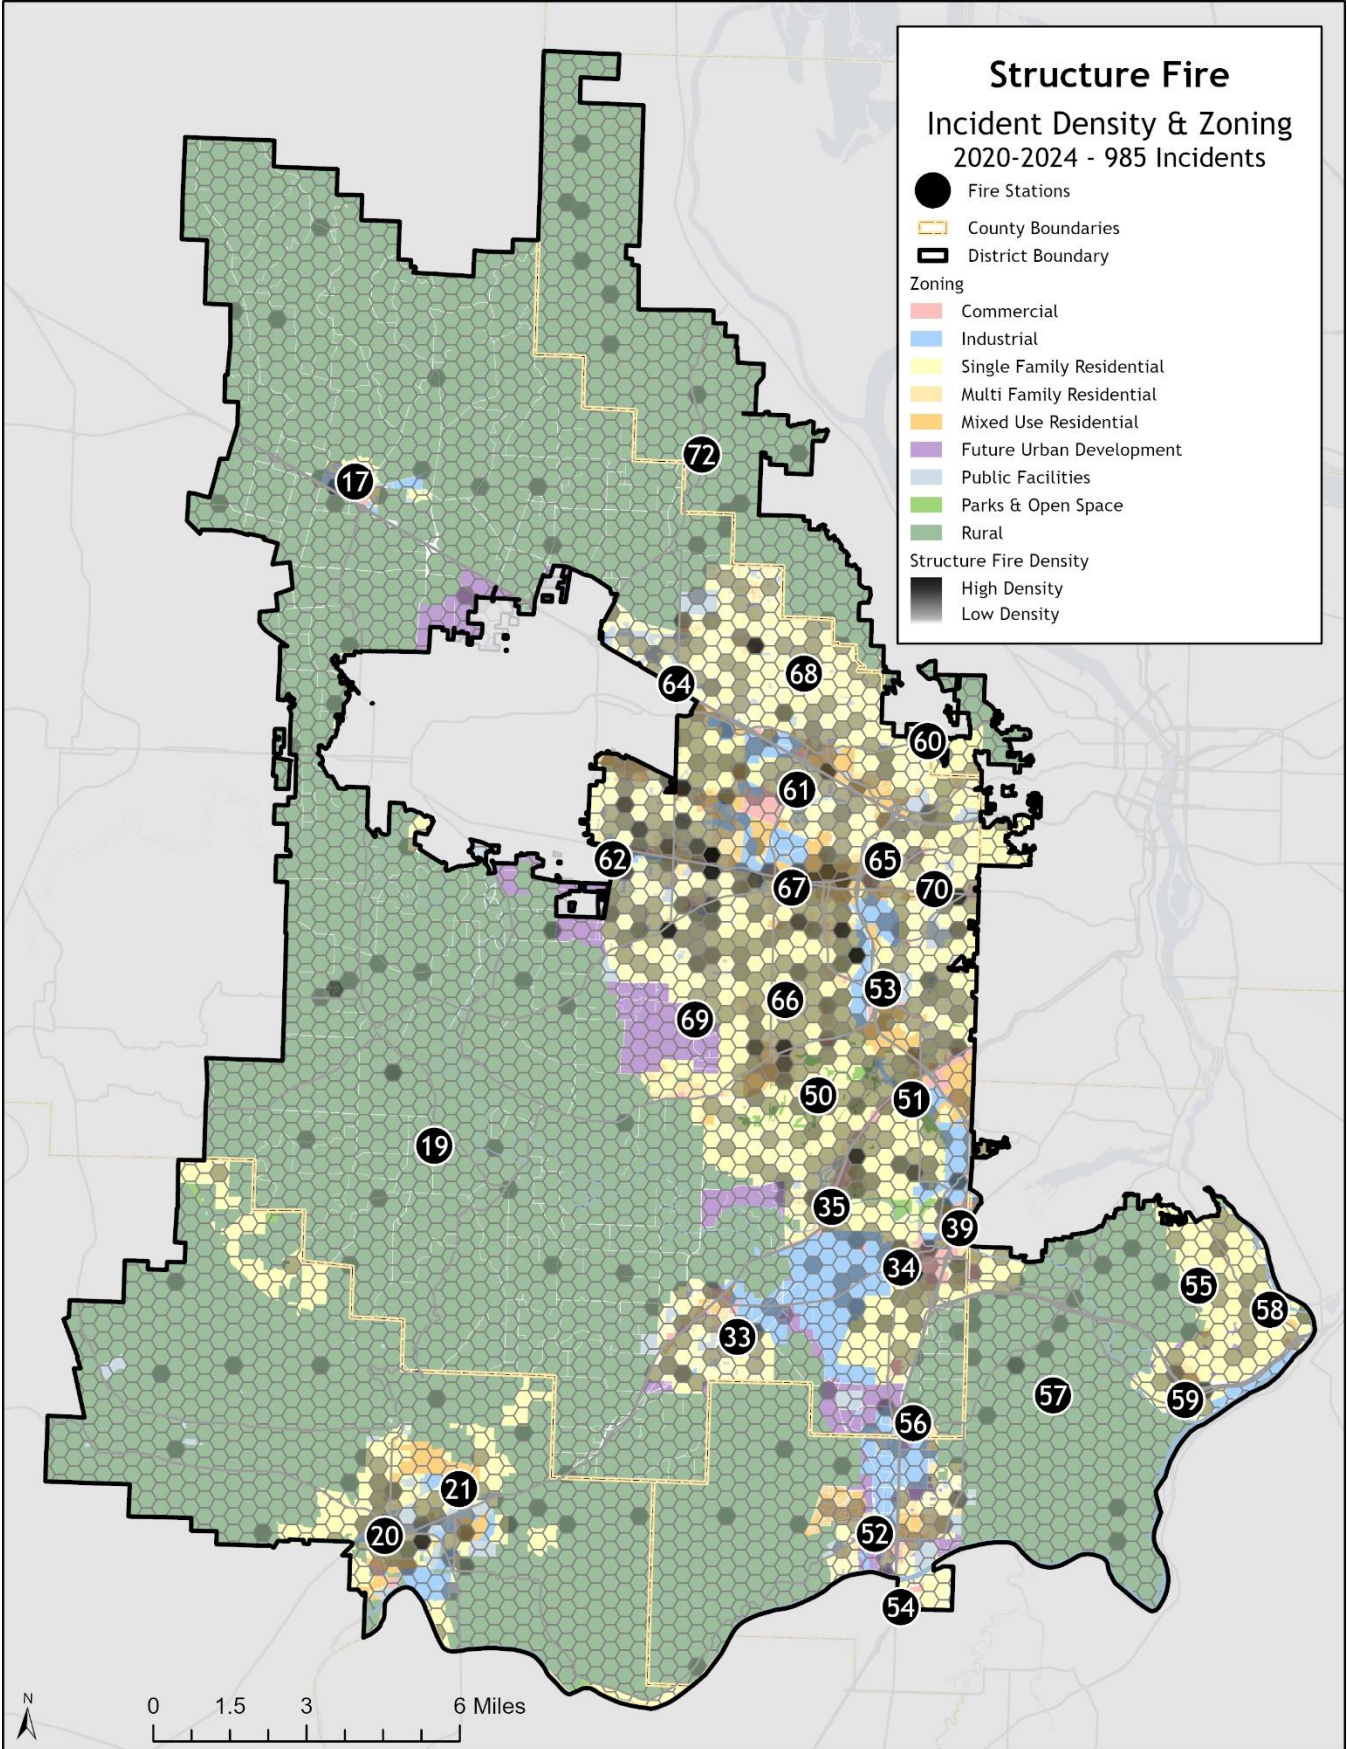 Structure Fire
Incident Density & Zoning
2020-2024 - 985 Incidents
Fire Stations
County Boundaries
District Boundary
Zoning
Commercial
Industrial
Single Family Residential
Multi Family Residential
Mixed Use Residential
Future Urban Development
Public Facilities
Parks & Open Space
Rural
Structure Fire Density
High Density
Low Density
72
17
68
64
60
61
62
65
67
70
53
66
69
50
51
19
35
39
34
55
58
33
57
59
56
21
52
20
54
N
0 1.5 3 6 Miles